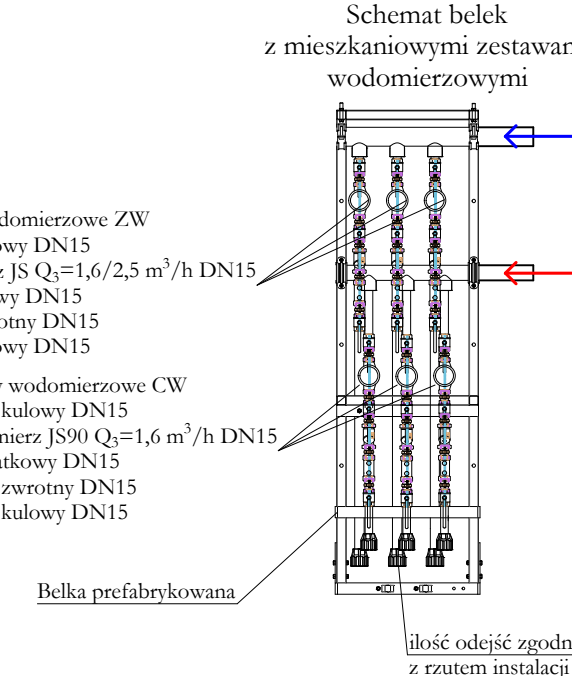 Schemat belek
z mieszkaniowymi zestawan
wodomierzowymi
domierzowe ZW
owy DN15
z JS Q₃=1,6/2,5 m³/h DN15
wy DN15
otny DN15
owy DN15
wodomierzowe CW
kulowy DN15
mierz JS90 Q₃=1,6 m³/h DN15
atkowy DN15
zwrotny DN15
kulowy DN15
Belka prefabrykowana
ilość odejść zgodn
z rzutem instalacji